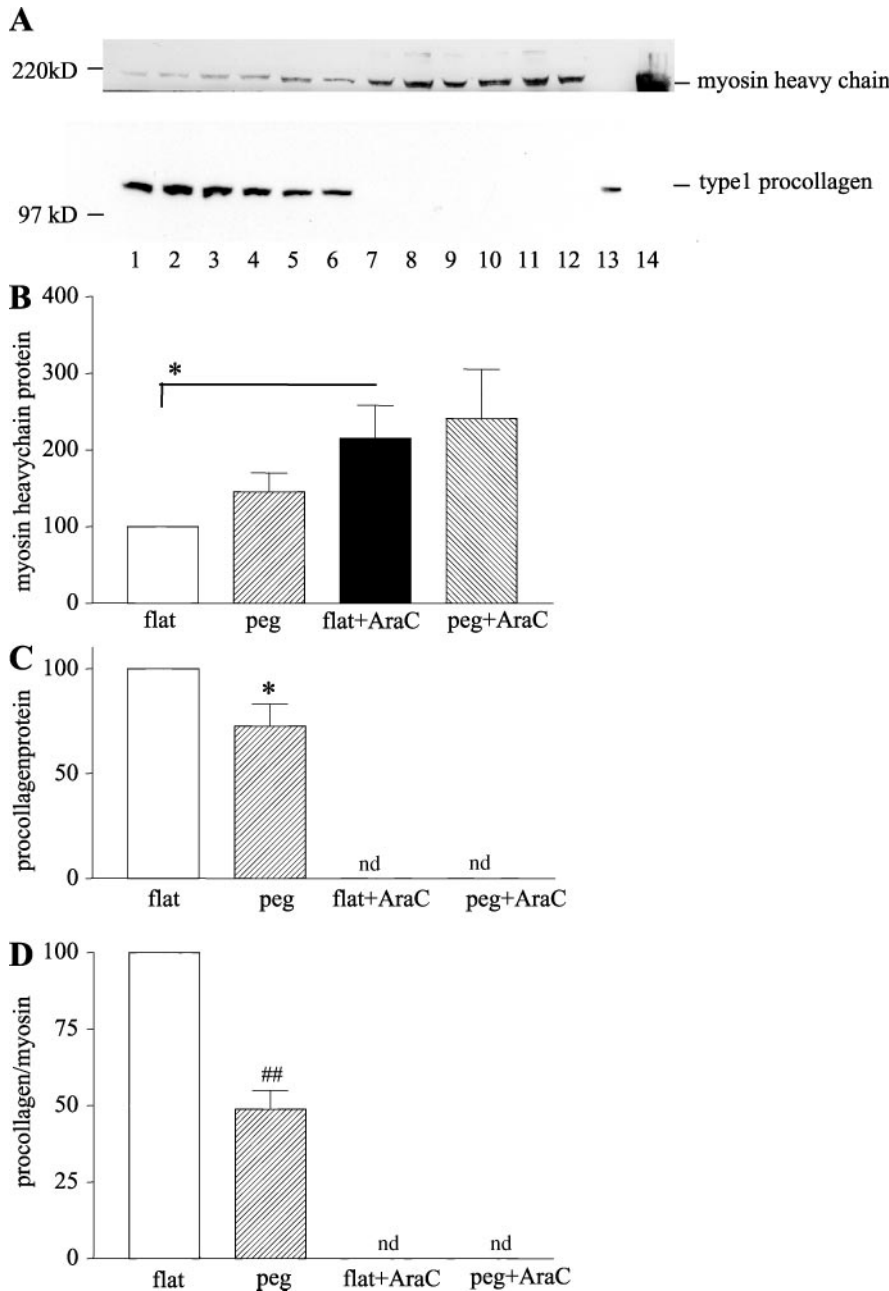 A
220kD
myosin heavy chain
type1 procollagen
97 kD
1 2 3 4 5 6 7 8 9 10 11 12 13 14
B
400
300
200
100
0
myosin heavychain protein
*
flat peg flat+AraC peg+AraC
C
100
50
0
procollagenprotein
*
nd nd
flat peg flat+AraC peg+AraC
D
100
75
50
25
0
procollagen/myosin
##
nd nd
flat peg flat+AraC peg+AraC